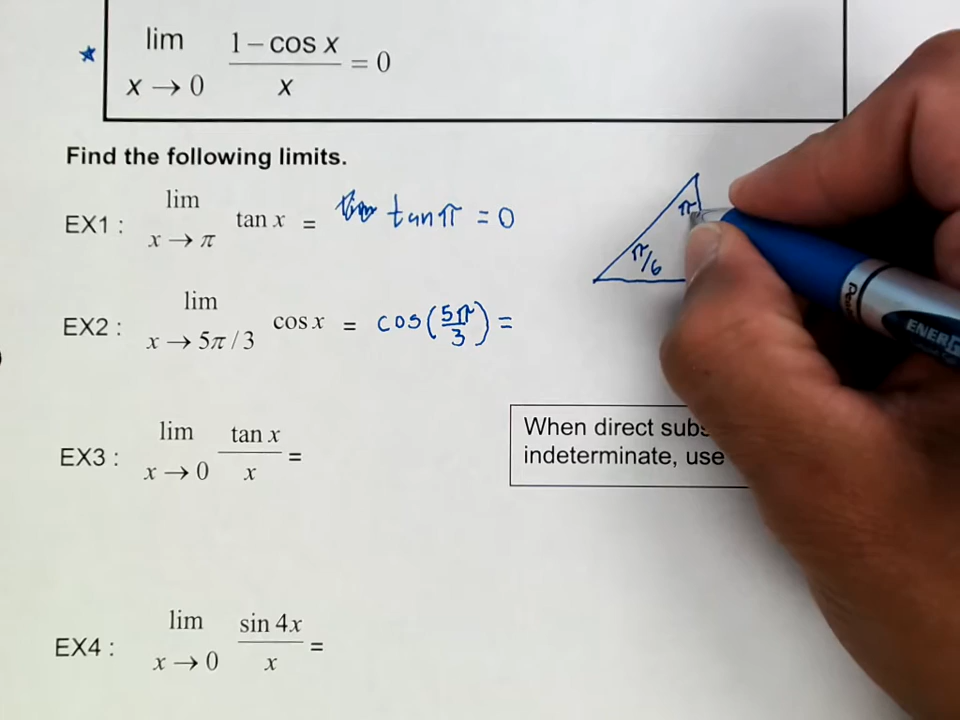 ★ lim x → 0 (1 − cos x)/x = 0
Find the following limits.
EX1 : lim x → π tan x = tan π = 0
π
π/6
EX2 : lim x → 5π / 3 cos x = cos(5π/3) =
EX3 : lim x → 0 tan x / x =
When direct subs
indeterminate, use
EX4 : lim x → 0 sin 4x / x =